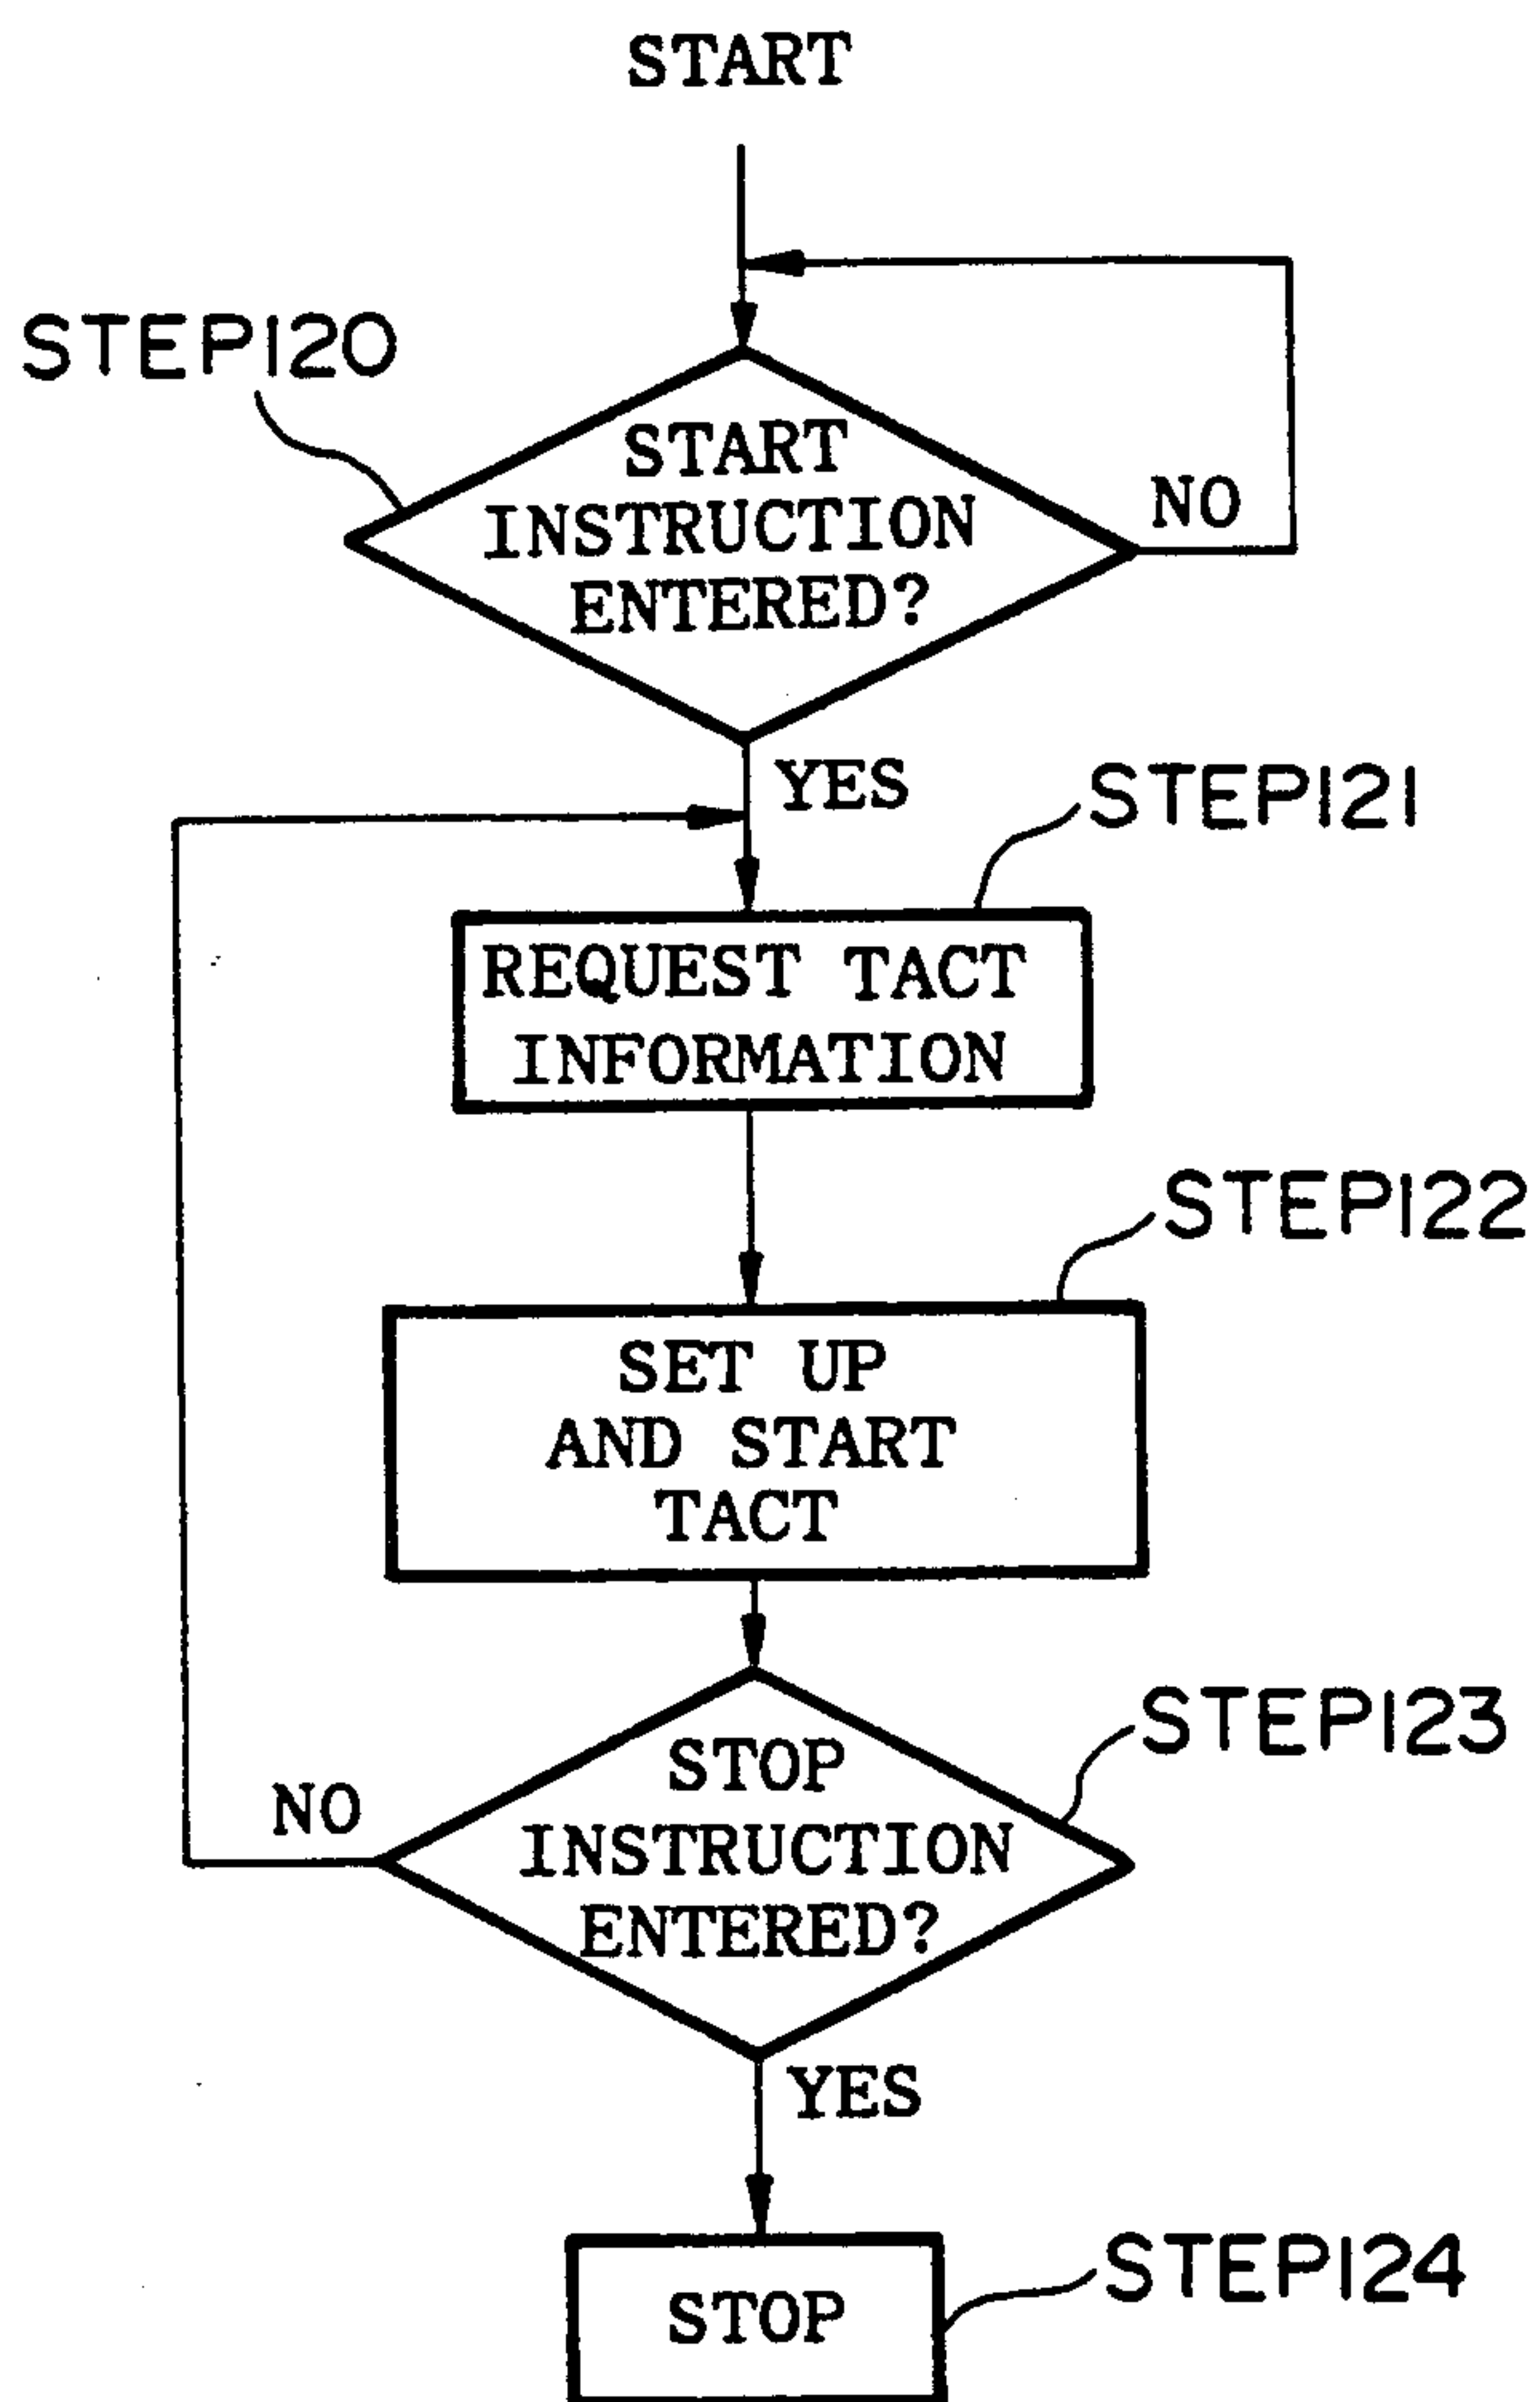 START
STEP120
START
INSTRUCTION
ENTERED?
NO
YES
STEP121
REQUEST TACT
INFORMATION
STEP122
SET UP
AND START
TACT
STEP123
STOP
INSTRUCTION
ENTERED?
NO
YES
STEP124
STOP